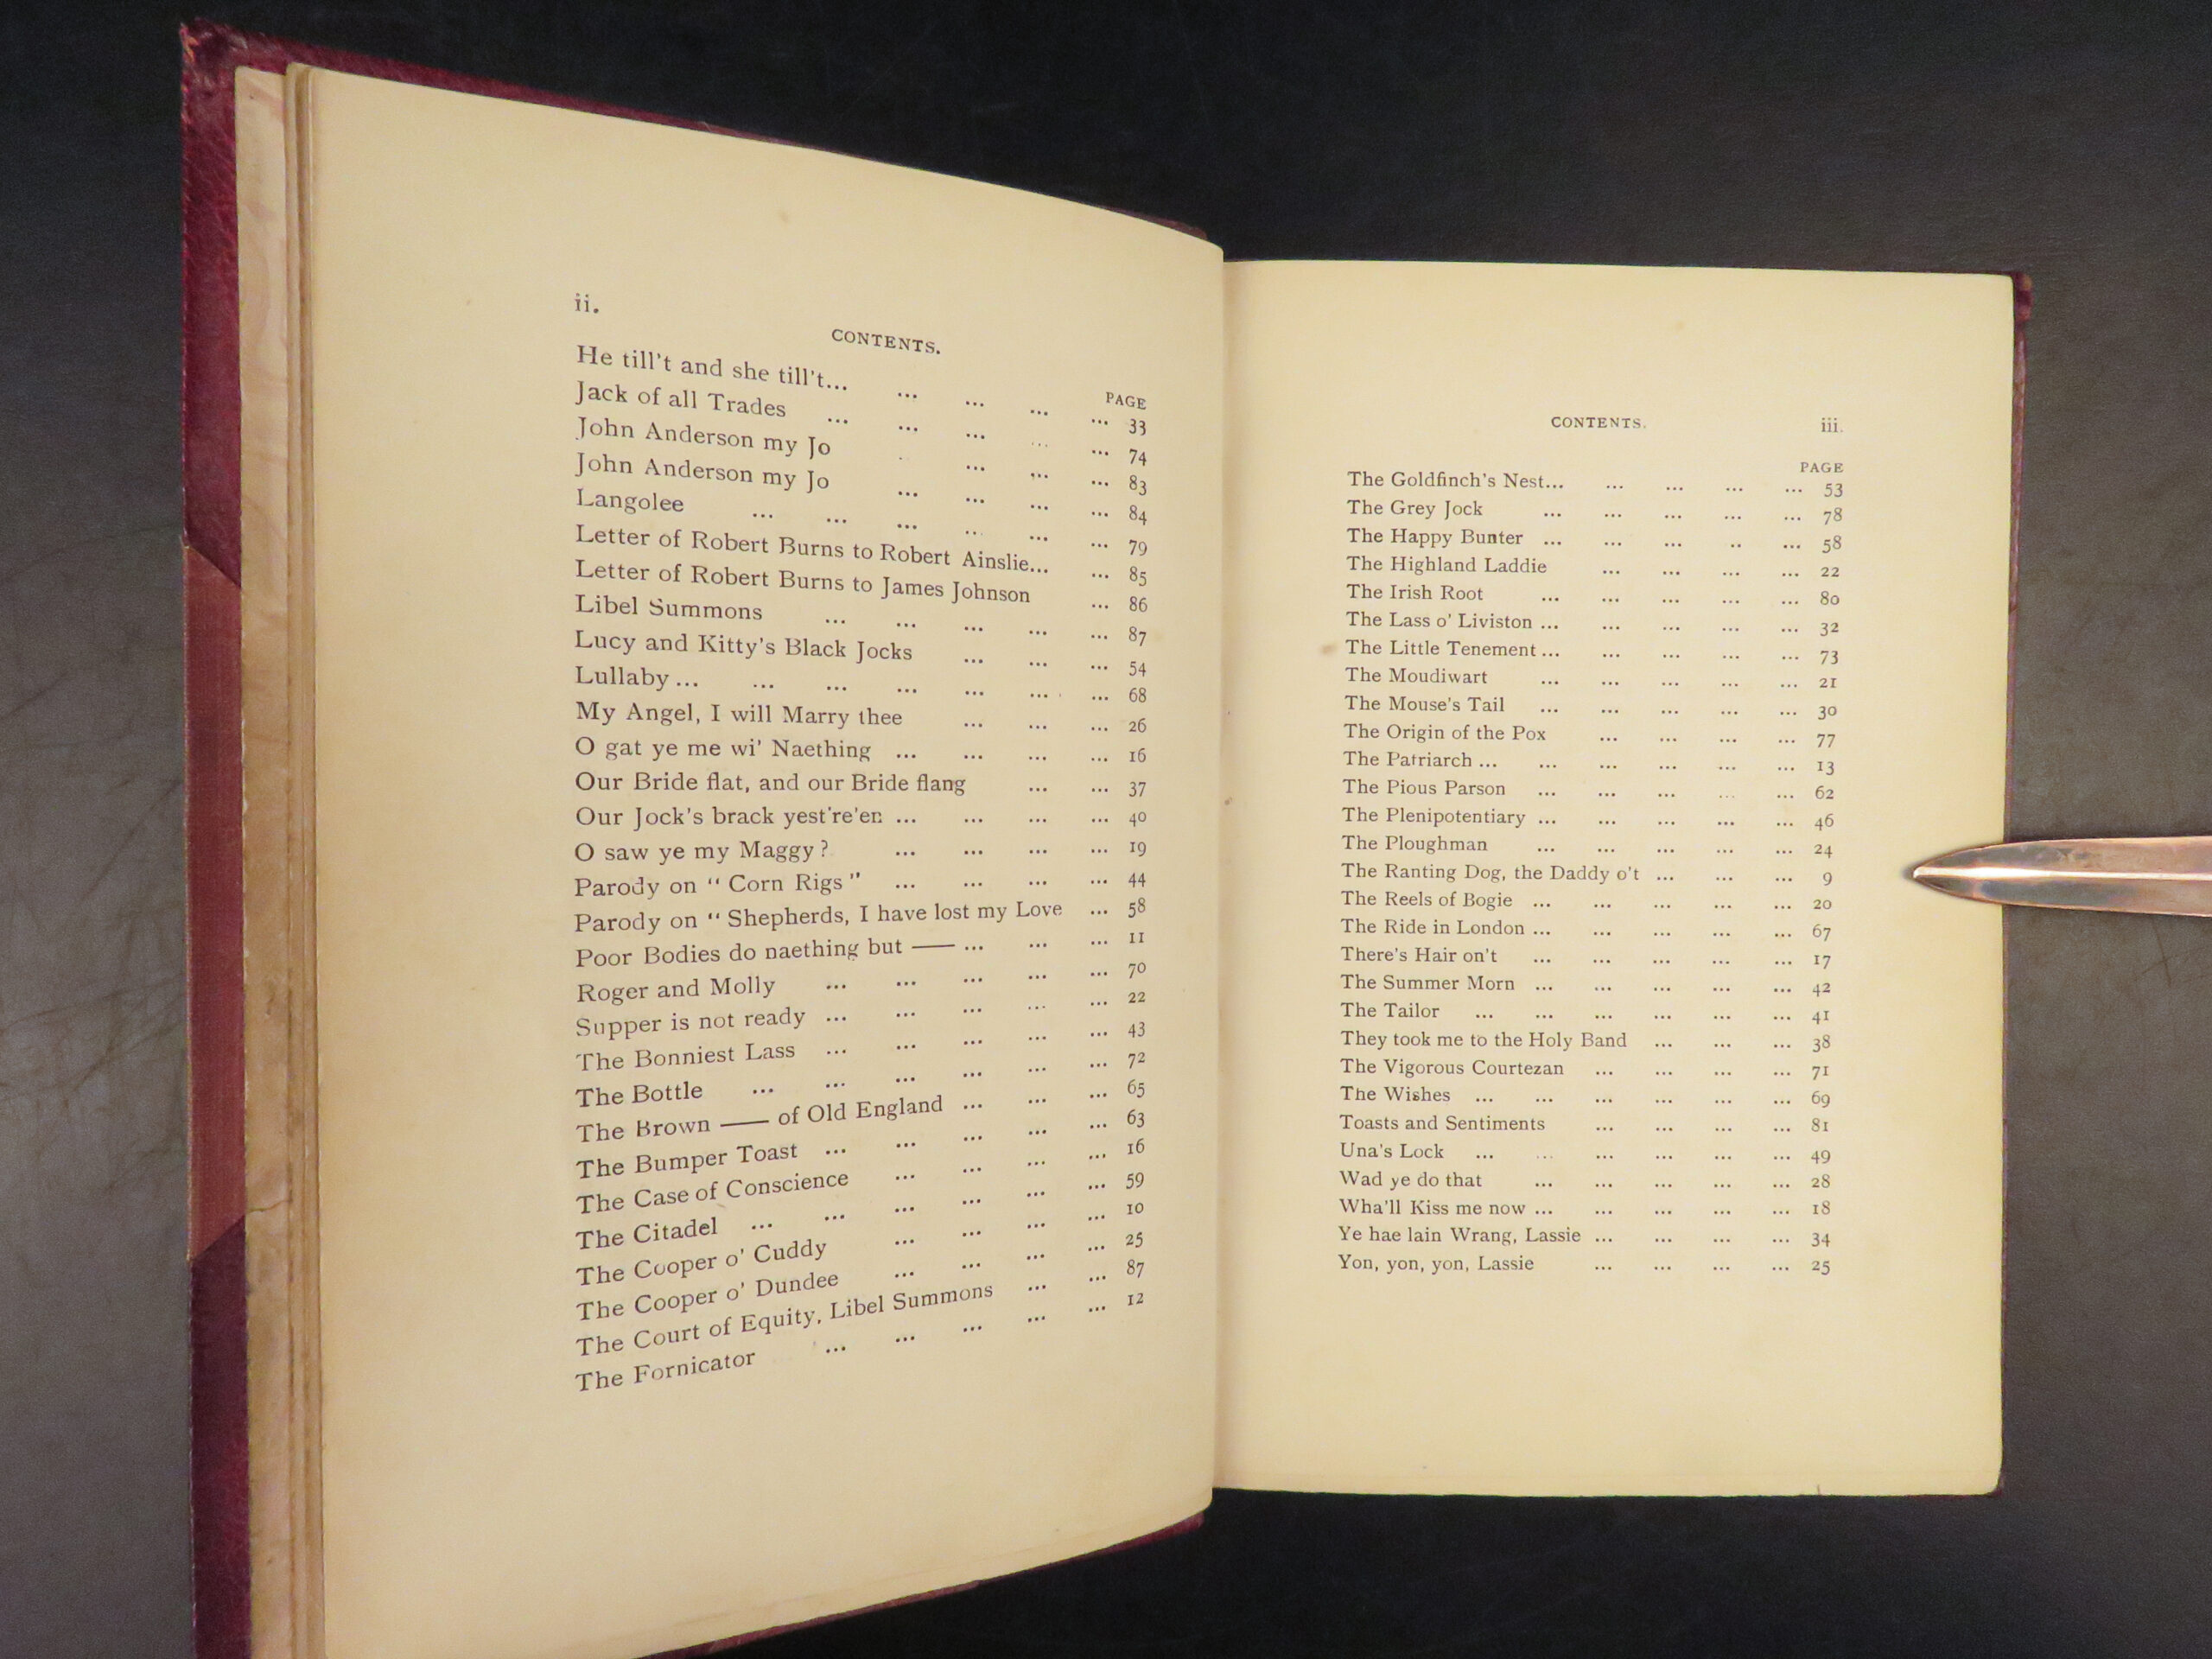 ii.
CONTENTS.
PAGE
He till't and she till't... ... ... ... ... 33
Jack of all Trades ... ... ... ... ... 74
John Anderson my Jo ... ... ... ... 83
John Anderson my Jo ... ... ... ... 84
Langolee ... ... ... ... ... ... 79
Letter of Robert Burns to Robert Ainslie... ... 85
Letter of Robert Burns to James Johnson ... 86
Libel Summons ... ... ... ... ... 87
Lucy and Kitty's Black Jocks ... ... ... 54
Lullaby ... ... ... ... ... ... ... 68
My Angel, I will Marry thee ... ... ... 26
O gat ye me wi' Naething ... ... ... ... 16
Our Bride flat, and our Bride flang ... ... 37
Our Jock's brack yest're'en ... ... ... ... 40
O saw ye my Maggy? ... ... ... ... 19
Parody on "Corn Rigs" ... ... ... ... 44
Parody on "Shepherds, I have lost my Love ... 58
Poor Bodies do naething but —— ... ... ... 11
Roger and Molly ... ... ... ... ... 70
Supper is not ready ... ... ... ... ... 22
The Bonniest Lass ... ... ... ... ... 43
The Bottle ... ... ... ... ... ... 72
The Brown —— of Old England ... ... ... 65
The Bumper Toast ... ... ... ... ... 63
The Case of Conscience ... ... ... ... 16
The Citadel ... ... ... ... ... ... 59
The Cooper o' Cuddy ... ... ... ... 10
The Cooper o' Dundee ... ... ... ... 25
The Court of Equity, Libel Summons ... ... 87
The Fornicator ... ... ... ... ... 12
CONTENTS. iii.
PAGE
The Goldfinch's Nest... ... ... ... ... 53
The Grey Jock ... ... ... ... ... 78
The Happy Bunter ... ... ... .. ... 58
The Highland Laddie ... ... ... ... 22
The Irish Root ... ... ... ... ... 80
The Lass o' Liviston ... ... ... ... ... 32
The Little Tenement ... ... ... ... ... 73
The Moudiwart ... ... ... ... ... 21
The Mouse's Tail ... ... ... ... ... 30
The Origin of the Pox ... ... ... ... 77
The Patriarch ... ... ... ... ... ... 13
The Pious Parson ... ... ... ... ... 62
The Plenipotentiary ... ... ... ... ... 46
The Ploughman ... ... ... ... ... 24
The Ranting Dog, the Daddy o't ... ... ... 9
The Reels of Bogie ... ... ... ... ... 20
The Ride in London ... ... ... ... ... 67
There's Hair on't ... ... ... ... ... 17
The Summer Morn ... ... ... ... ... 42
The Tailor ... ... ... ... ... ... 41
They took me to the Holy Band ... ... ... 38
The Vigorous Courtezan ... ... ... ... 71
The Wishes ... ... ... ... ... ... 69
Toasts and Sentiments ... ... ... ... 81
Una's Lock ... ... ... ... ... ... 49
Wad ye do that ... ... ... ... ... 28
Wha'll Kiss me now ... ... ... ... ... 18
Ye hae lain Wrang, Lassie ... ... ... ... 34
Yon, yon, yon, Lassie ... ... ... ... 25